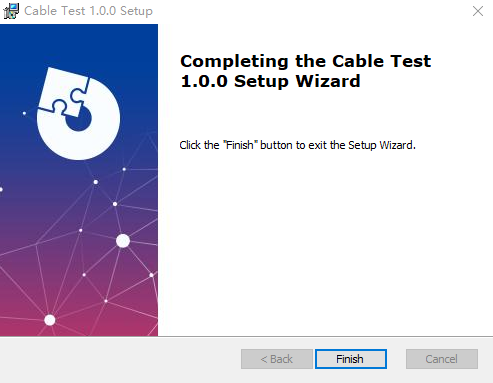 Cable Test 1.0.0 Setup
Completing the Cable Test
1.0.0 Setup Wizard
Click the "Finish" button to exit the Setup Wizard.
< Back
Finish
Cancel